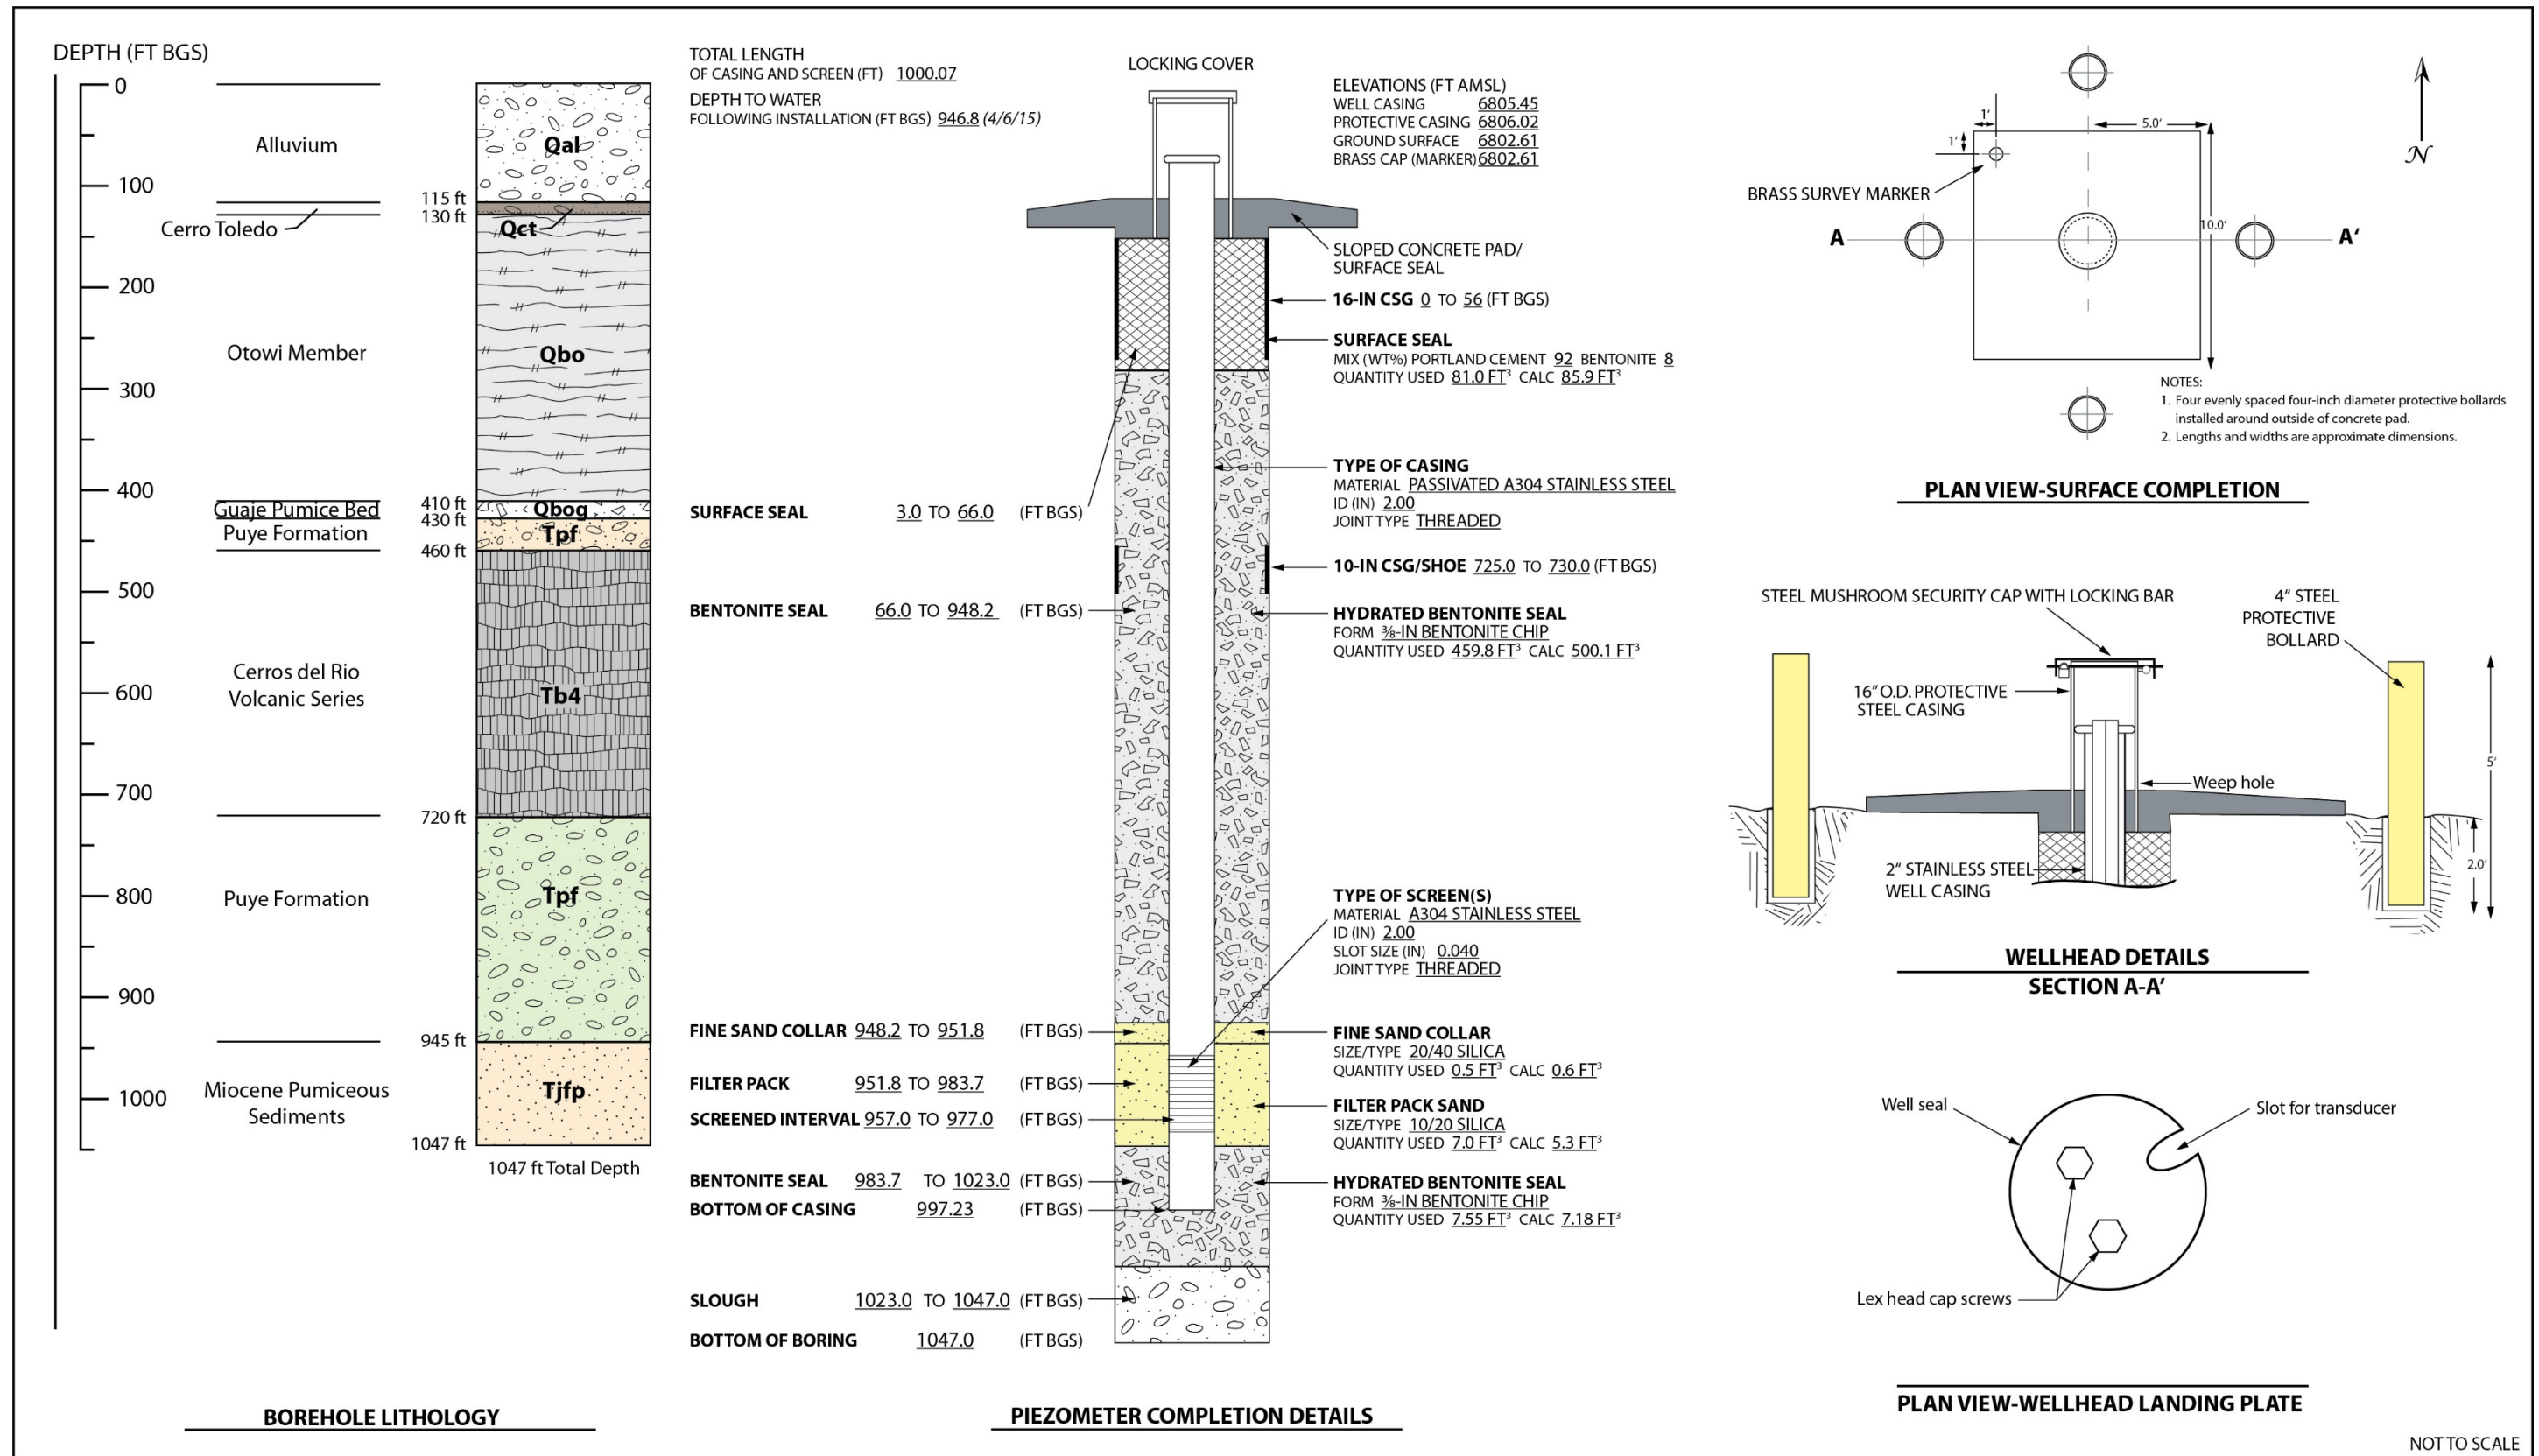 DEPTH (FT BGS)
0
100
200
300
400
500
600
700
800
900
1000
Alluvium
Cerro Toledo
Otowi Member
Guaje Pumice Bed
Puye Formation
Cerros del Rio
Volcanic Series
Puye Formation
Miocene Pumiceous
Sediments
115 ft
130 ft
410 ft
430 ft
460 ft
720 ft
945 ft
1047 ft
Qal
Qct
Qbo
Qbog
Tpf
Tb4
Tpf
Tjfp
1047 ft Total Depth
BOREHOLE LITHOLOGY
TOTAL LENGTH
OF CASING AND SCREEN (FT) 1000.07
DEPTH TO WATER
FOLLOWING INSTALLATION (FT BGS) 946.8 (4/6/15)
SURFACE SEAL 3.0 TO 66.0 (FT BGS)
BENTONITE SEAL 66.0 TO 948.2 (FT BGS)
FINE SAND COLLAR 948.2 TO 951.8 (FT BGS)
FILTER PACK 951.8 TO 983.7 (FT BGS)
SCREENED INTERVAL 957.0 TO 977.0 (FT BGS)
BENTONITE SEAL 983.7 TO 1023.0 (FT BGS)
BOTTOM OF CASING 997.23 (FT BGS)
SLOUGH 1023.0 TO 1047.0 (FT BGS)
BOTTOM OF BORING 1047.0 (FT BGS)
LOCKING COVER
ELEVATIONS (FT AMSL)
WELL CASING 6805.45
PROTECTIVE CASING 6806.02
GROUND SURFACE 6802.61
BRASS CAP (MARKER) 6802.61
SLOPED CONCRETE PAD/
SURFACE SEAL
16-IN CSG 0 TO 56 (FT BGS)
SURFACE SEAL
MIX (WT%) PORTLAND CEMENT 92 BENTONITE 8
QUANTITY USED 81.0 FT³ CALC 85.9 FT³
TYPE OF CASING
MATERIAL PASSIVATED A304 STAINLESS STEEL
ID (IN) 2.00
JOINT TYPE THREADED
10-IN CSG/SHOE 725.0 TO 730.0 (FT BGS)
HYDRATED BENTONITE SEAL
FORM ⅜-IN BENTONITE CHIP
QUANTITY USED 459.8 FT³ CALC 500.1 FT³
TYPE OF SCREEN(S)
MATERIAL A304 STAINLESS STEEL
ID (IN) 2.00
SLOT SIZE (IN) 0.040
JOINT TYPE THREADED
FINE SAND COLLAR
SIZE/TYPE 20/40 SILICA
QUANTITY USED 0.5 FT³ CALC 0.6 FT³
FILTER PACK SAND
SIZE/TYPE 10/20 SILICA
QUANTITY USED 7.0 FT³ CALC 5.3 FT³
HYDRATED BENTONITE SEAL
FORM ⅜-IN BENTONITE CHIP
QUANTITY USED 7.55 FT³ CALC 7.18 FT³
PIEZOMETER COMPLETION DETAILS
1'
1'
5.0'
10.0'
N
BRASS SURVEY MARKER
A
A'
NOTES:
1. Four evenly spaced four-inch diameter protective bollards
installed around outside of concrete pad.
2. Lengths and widths are approximate dimensions.
PLAN VIEW-SURFACE COMPLETION
STEEL MUSHROOM SECURITY CAP WITH LOCKING BAR
4" STEEL
PROTECTIVE
BOLLARD
16" O.D. PROTECTIVE
STEEL CASING
Weep hole
5'
2.0'
2" STAINLESS STEEL
WELL CASING
WELLHEAD DETAILS
SECTION A-A'
Well seal
Slot for transducer
Lex head cap screws
PLAN VIEW-WELLHEAD LANDING PLATE
NOT TO SCALE